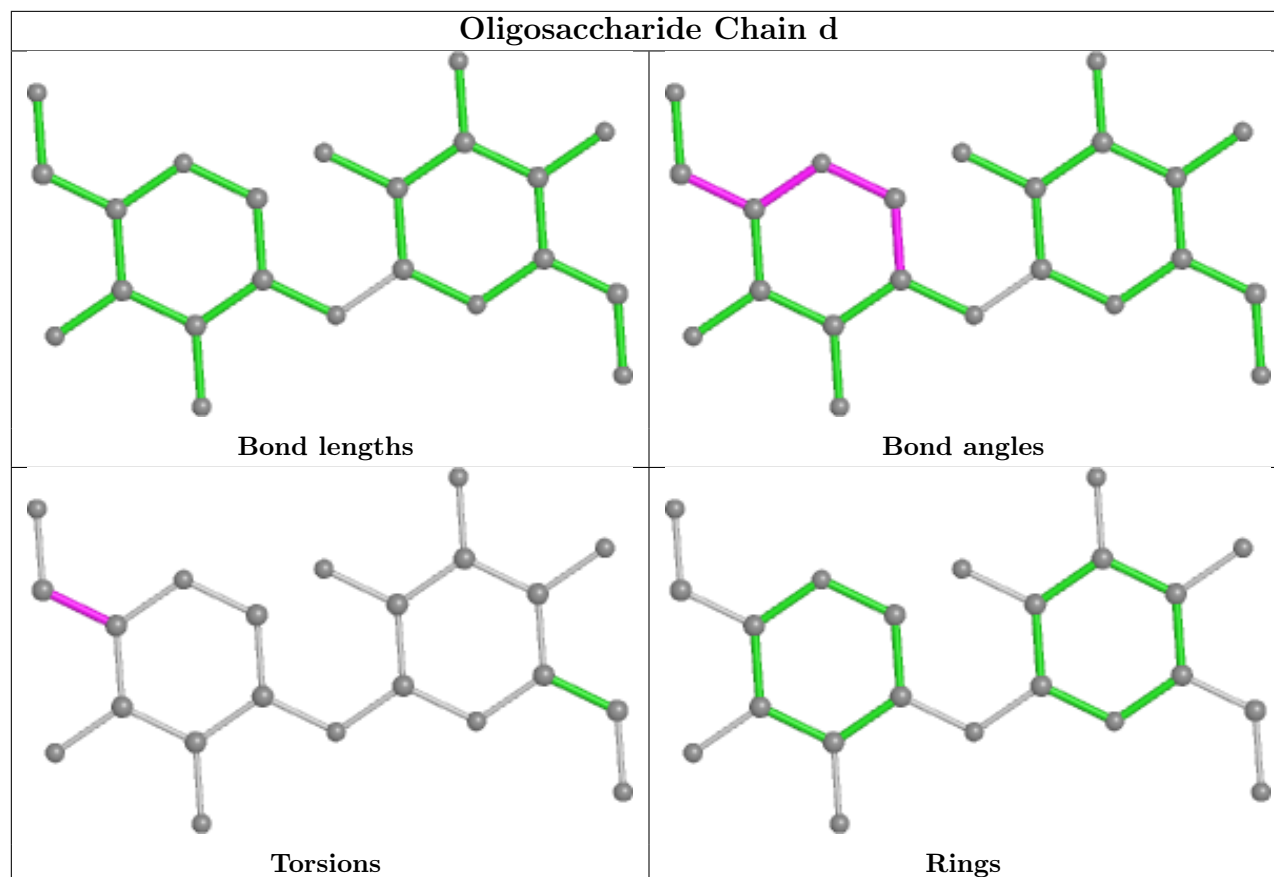 Oligosaccharide Chain d
Bond lengths
Bond angles
Torsions
Rings